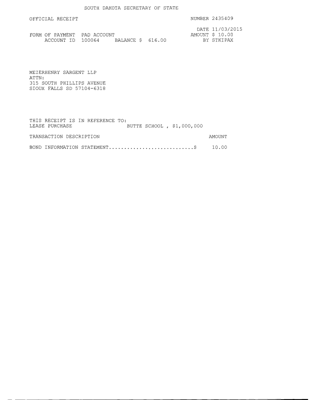 SOUTH DAKOTA SECRETARY OF STATE
OFFICIAL RECEIPT NUMBER 2435409
DATE 11/03/2010
FORM OF PAYMENT PAD ACCOUNT AMOUNT $ 10.00
ACCOUNT ID 100064 BALANCE $ 618.00 BY STRIPAX
MEIERHENRY SARGENT LLP
ATTN:
315 SOUTH PHILLIPS AVENUE
SIOUX FALLS SD 57104-6318
THIS RECEIPT IS IN REFERENCE TO:
LEASE PURCHASE BUTTE SCHOOL , $1,000,000
TRANSACTION DESCRIPTION AMOUNT
BOND INFORMATION STATEMENT............................$ 10.00